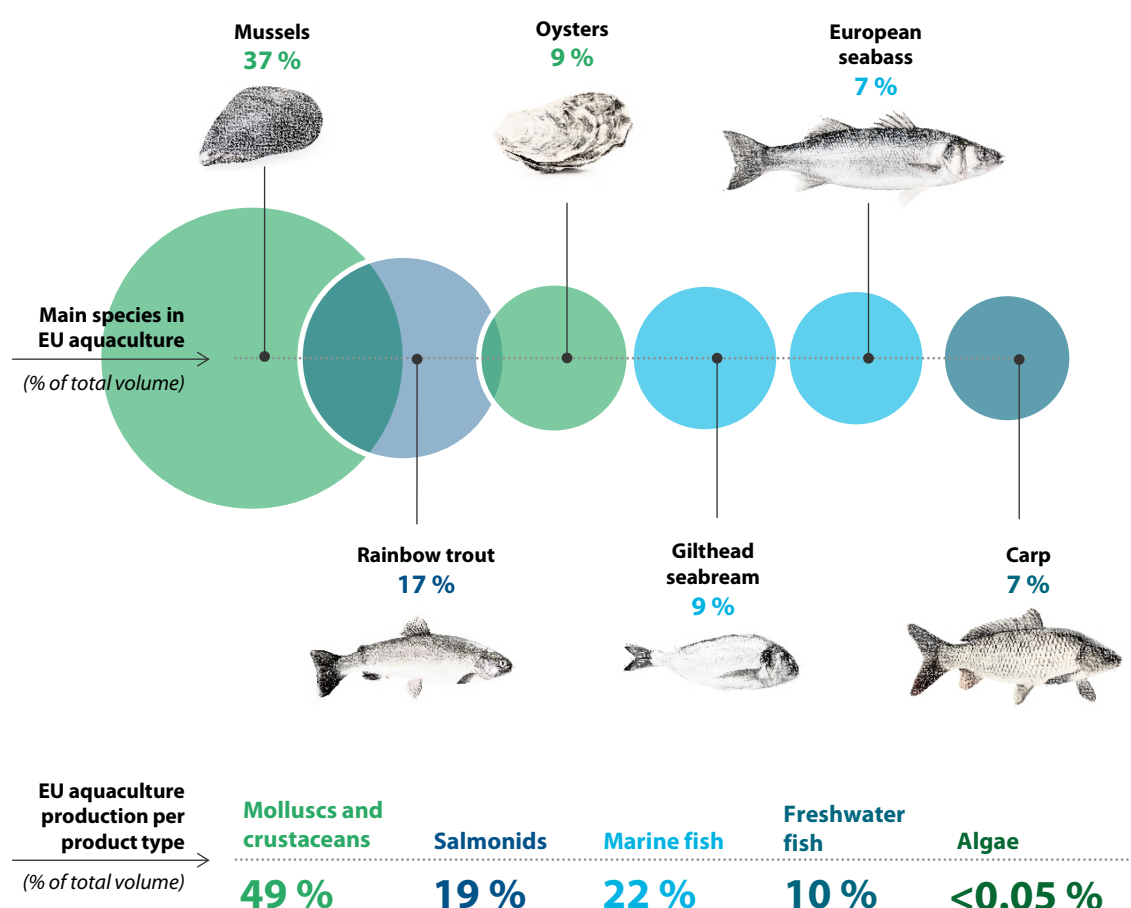 Mussels
37 %
Oysters
9 %
European
seabass
7 %
Main species in
EU aquaculture
(% of total volume)
Rainbow trout
17 %
Gilthead
seabream
9 %
Carp
7 %
EU aquaculture
production per
product type
(% of total volume)
Molluscs and
crustaceans
49 %
Salmonids
19 %
Marine fish
22 %
Freshwater
fish
10 %
Algae
<0.05 %